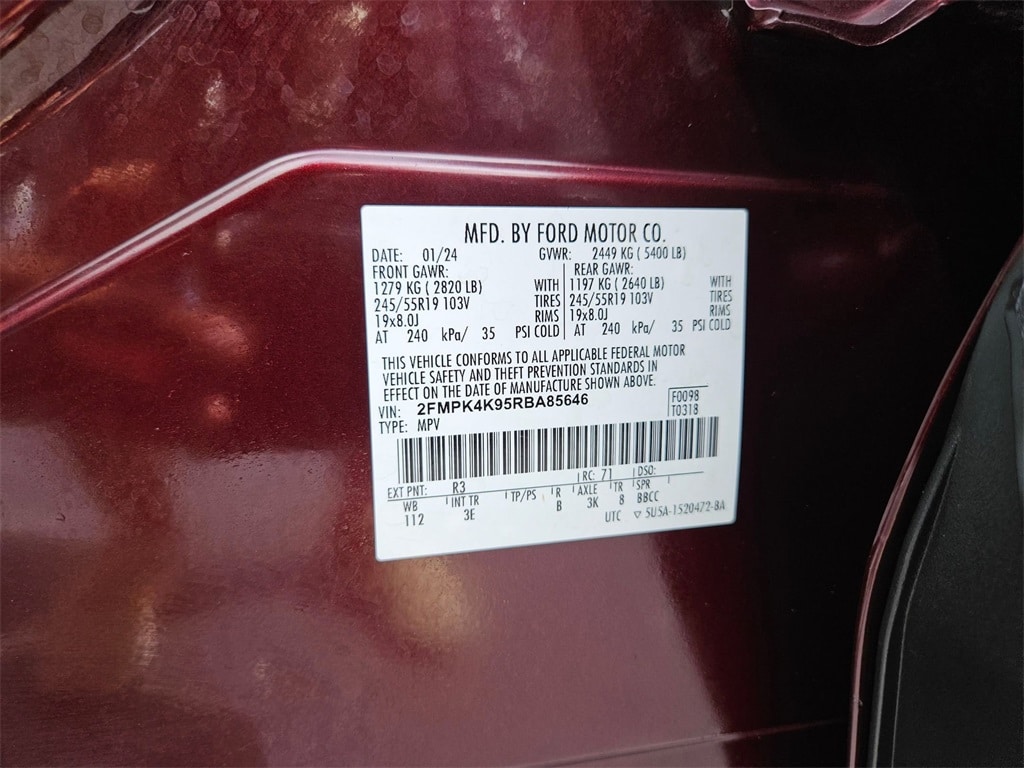 MFD. BY FORD MOTOR CO.
DATE: 01/24 GVWR: 2449 KG ( 5400 LB)
FRONT GAWR: REAR GAWR:
1279 KG ( 2820 LB) WITH 1197 KG ( 2640 LB) WITH
245/55R19 103V TIRES 245/55R19 103V TIRES
19x8.0J RIMS 19x8.0J RIMS
AT 240 kPa/ 35 PSI COLD AT 240 kPa/ 35 PSI COLD
THIS VEHICLE CONFORMS TO ALL APPLICABLE FEDERAL MOTOR
VEHICLE SAFETY AND THEFT PREVENTION STANDARDS IN
EFFECT ON THE DATE OF MANUFACTURE SHOWN ABOVE.
VIN: 2FMPK4K95RBA85646 F0098
TYPE: MPV T0318
EXT PNT: R3 RC: 71 DSO:
WB INT TR TP/PS R AXLE TR SPR
112 3E B 3K 8 BBCC
UTC ▽ 5U5A-1520472-BA